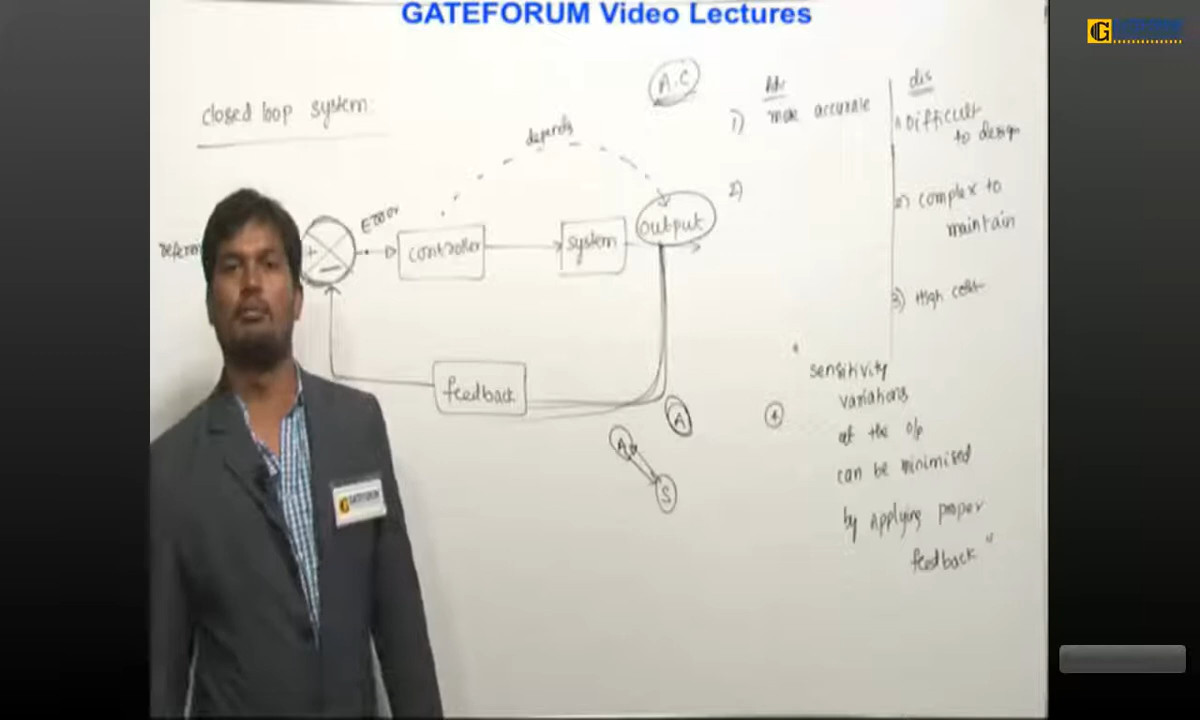 GATEFORUM Video Lectures
GATEFORUM
closed loop system:
A.C
depends
Adv
1) more accurate
2)
dis
1) Difficult
to design
2) complex to
maintain
3) High cost
Error
+
controller
system
output
feedback
A
A
S
GATEFORUM
"
sensitivity
variations
at the o/p
can be minimised
by applying proper
feedback "